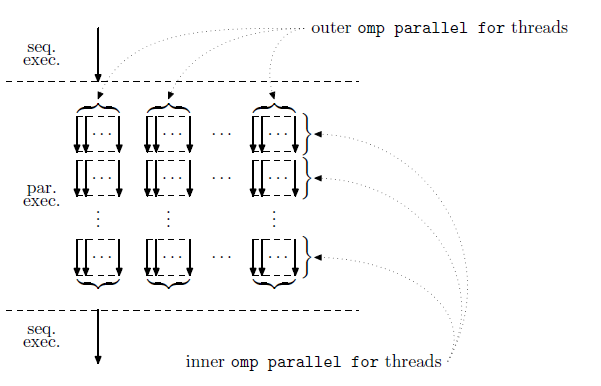 outer omp parallel for threads
seq.
exec.
... ... ... ...
... ... ... ...
par.
exec.
⋮ ⋮ ⋮
... ... ... ...
seq.
exec.
inner omp parallel for threads